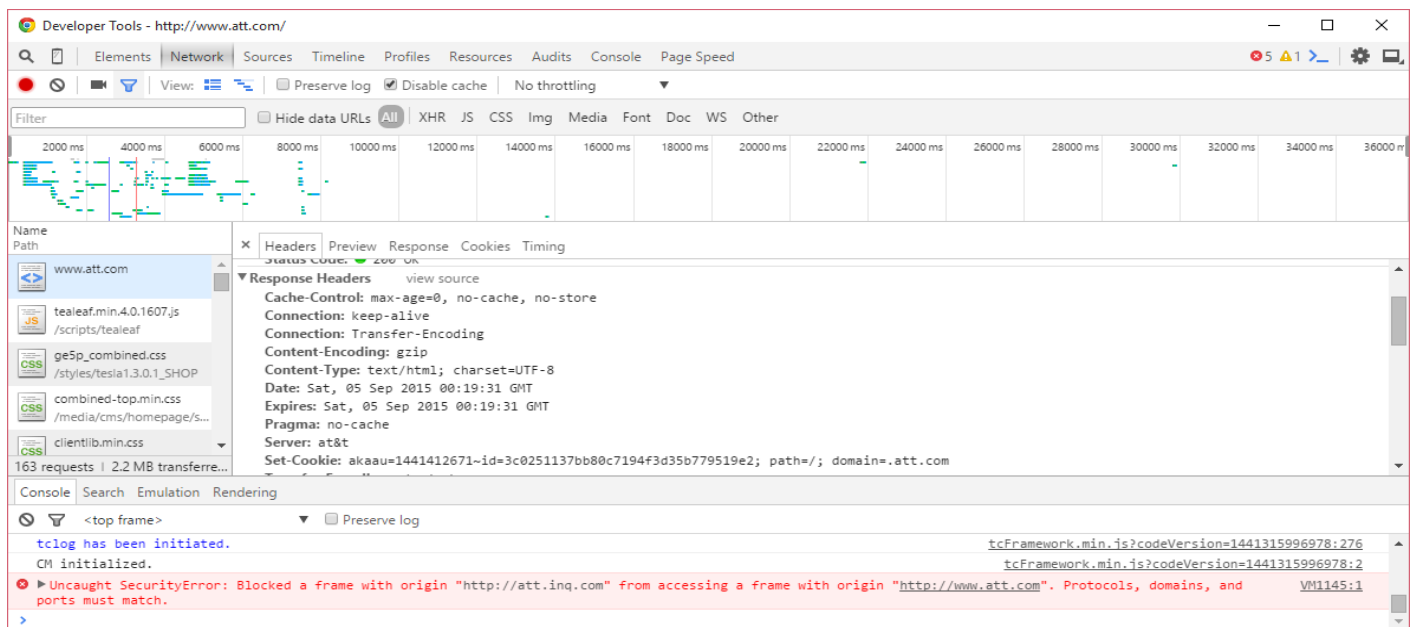 Developer Tools - http://www.att.com/
Elements Network Sources Timeline Profiles Resources Audits Console Page Speed 5 1
View: Preserve log Disable cache No throttling
Filter Hide data URLs All XHR JS CSS Img Media Font Doc WS Other
2000 ms 4000 ms 6000 ms 8000 ms 10000 ms 12000 ms 14000 ms 16000 ms 18000 ms 20000 ms 22000 ms 24000 ms 26000 ms 28000 ms 30000 ms 32000 ms 34000 ms 36000 m
Name
Path
Headers Preview Response Cookies Timing
www.att.com
tealeaf.min.4.0.1607.js
/scripts/tealeaf
ge5p_combined.css
/styles/tesla1.3.0.1_SHOP
combined-top.min.css
/media/cms/homepage/s...
clientlib.min.css
163 requests | 2.2 MB transferre...
Status Code: 200 OK
Response Headers view source
Cache-Control: max-age=0, no-cache, no-store
Connection: keep-alive
Connection: Transfer-Encoding
Content-Encoding: gzip
Content-Type: text/html; charset=UTF-8
Date: Sat, 05 Sep 2015 00:19:31 GMT
Expires: Sat, 05 Sep 2015 00:19:31 GMT
Pragma: no-cache
Server: at&t
Set-Cookie: akaau=1441412671~id=3c0251137bb80c7194f3d35b779519e2; path=/; domain=.att.com
Console Search Emulation Rendering
<top frame> Preserve log
tclog has been initiated. tcFramework.min.js?codeVersion=1441315996978:276
CM initialized. tcFramework.min.js?codeVersion=1441315996978:2
Uncaught SecurityError: Blocked a frame with origin "http://att.inq.com" from accessing a frame with origin "http://www.att.com". Protocols, domains, and VM1145:1
ports must match.